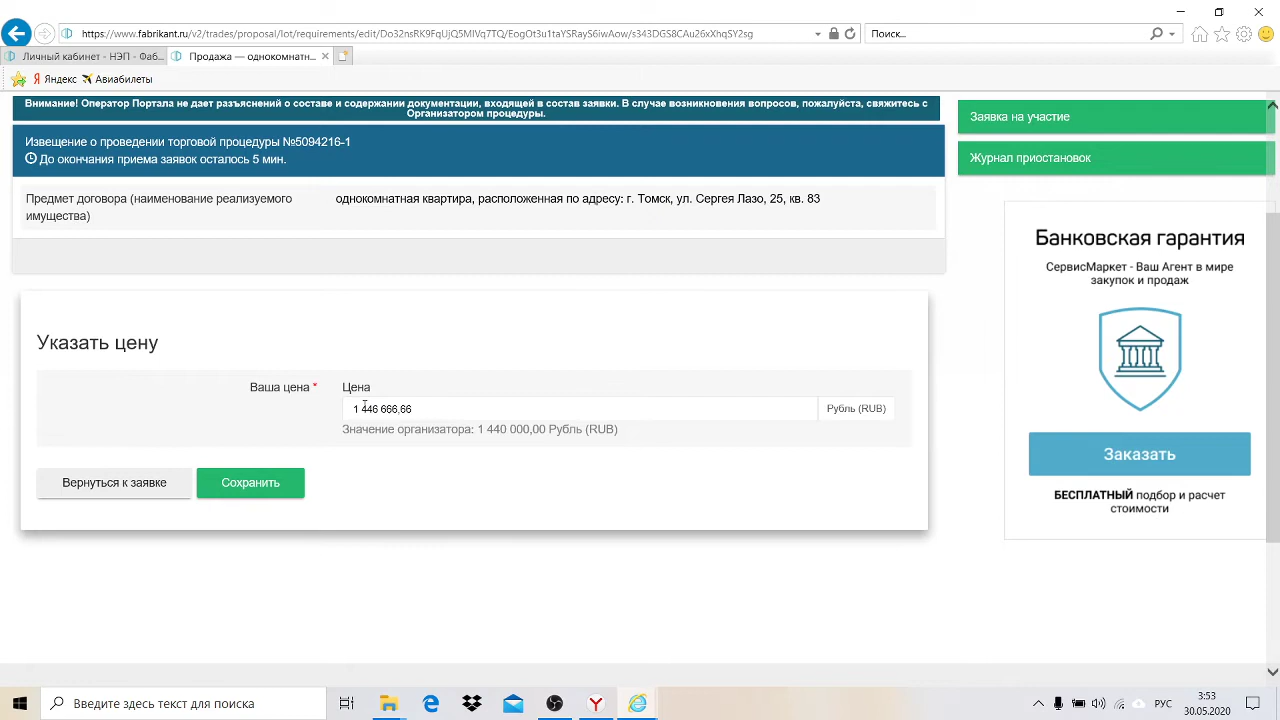 https://www.fabrikant.ru/v2/trades/proposal/lot/requirements/edit/Do32nsRK9FqUjQ5MIVq7TQ/EogOt3u1taYSRayS6iwAow/s343DGS8CAu26xXhqSY2sg
Поиск...
Личный кабинет - НЭП - Фаб...
Продажа — однокомнатн...
Яндекс
Авиабилеты
Внимание! Оператор Портала не дает разъяснений о составе и содержании документации, входящей в состав заявки. В случае возникновения вопросов, пожалуйста, свяжитесь с
Организатором процедуры.
Извещение о проведении торговой процедуры №5094216-1
До окончания приема заявок осталось 5 мин.
Предмет договора (наименование реализуемого
имущества)
однокомнатная квартира, расположенная по адресу: г. Томск, ул. Сергея Лазо, 25, кв. 83
Заявка на участие
Журнал приостановок
Банковская гарантия
СервисМаркет - Ваш Агент в мире
закупок и продаж
Заказать
БЕСПЛАТНЫЙ подбор и расчет
стоимости
Указать цену
Ваша цена *
Цена
1 446 666,66
Рубль (RUB)
Значение организатора: 1 440 000,00 Рубль (RUB)
Вернуться к заявке
Сохранить
Введите здесь текст для поиска
РУС
3:53
30.05.2020